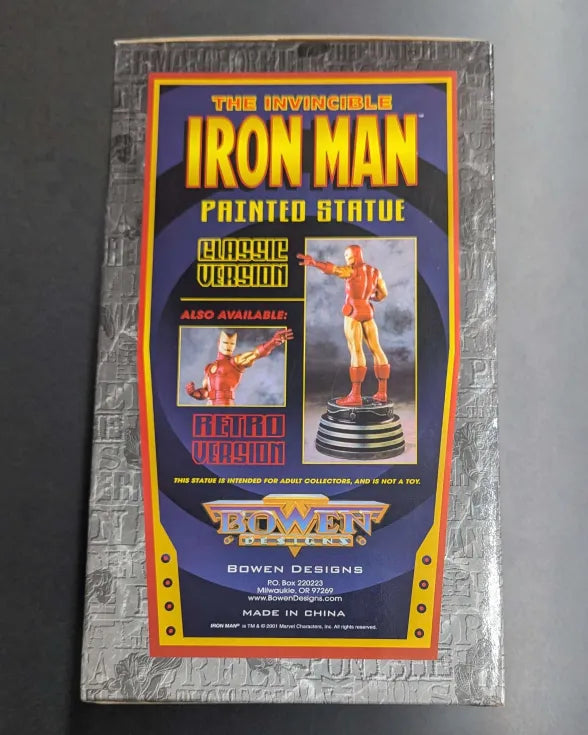 THE INVINCIBLE
IRON MAN™
PAINTED STATUE
CLASSIC
VERSION
ALSO AVAILABLE:
RETRO
VERSION
THIS STATUE IS INTENDED FOR ADULT COLLECTORS, AND IS NOT A TOY.
BOWEN
DESIGNS
BOWEN DESIGNS
P.O. Box 220223
Milwaukie, OR 97269
www.BowenDesigns.com
MADE IN CHINA
IRON MAN® is TM & © 2001 Marvel Characters, Inc. All rights reserved.